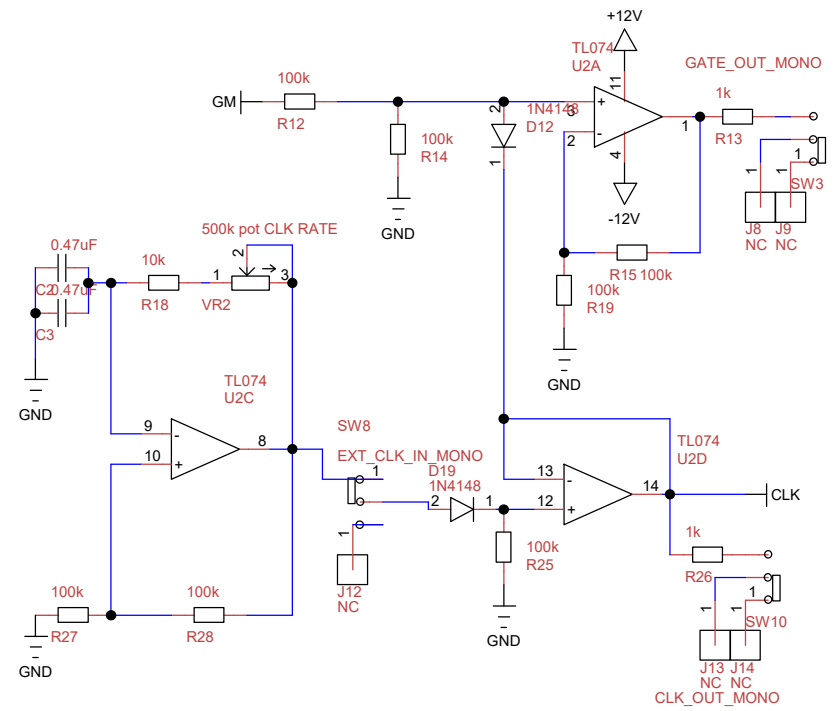 +12V
TL074
U2A
GATE_OUT_MONO
11
100k
1k
GM
2
1N4148
3
+
R12
D12
1
R13
100k
R14
-
2
1
4
1
SW3
1
1
-12V
J8
J9
NC
NC
GND
500k pot CLK RATE
0.47uF
10k
2
1
3
R15
100k
C2
0.47uF
R18
VR2
100k
R19
C3
GND
GND
TL074
U2C
SW8
TL074
U2D
9
-
8
EXT_CLK_IN_MONO
10
+
1
D19
1N4148
13
-
14
2
1
12
+
CLK
1
100k
R25
1k
R26
J12
NC
100k
100k
1
1
1
R27
R28
SW10
GND
GND
J13
J14
NC
NC
CLK_OUT_MONO